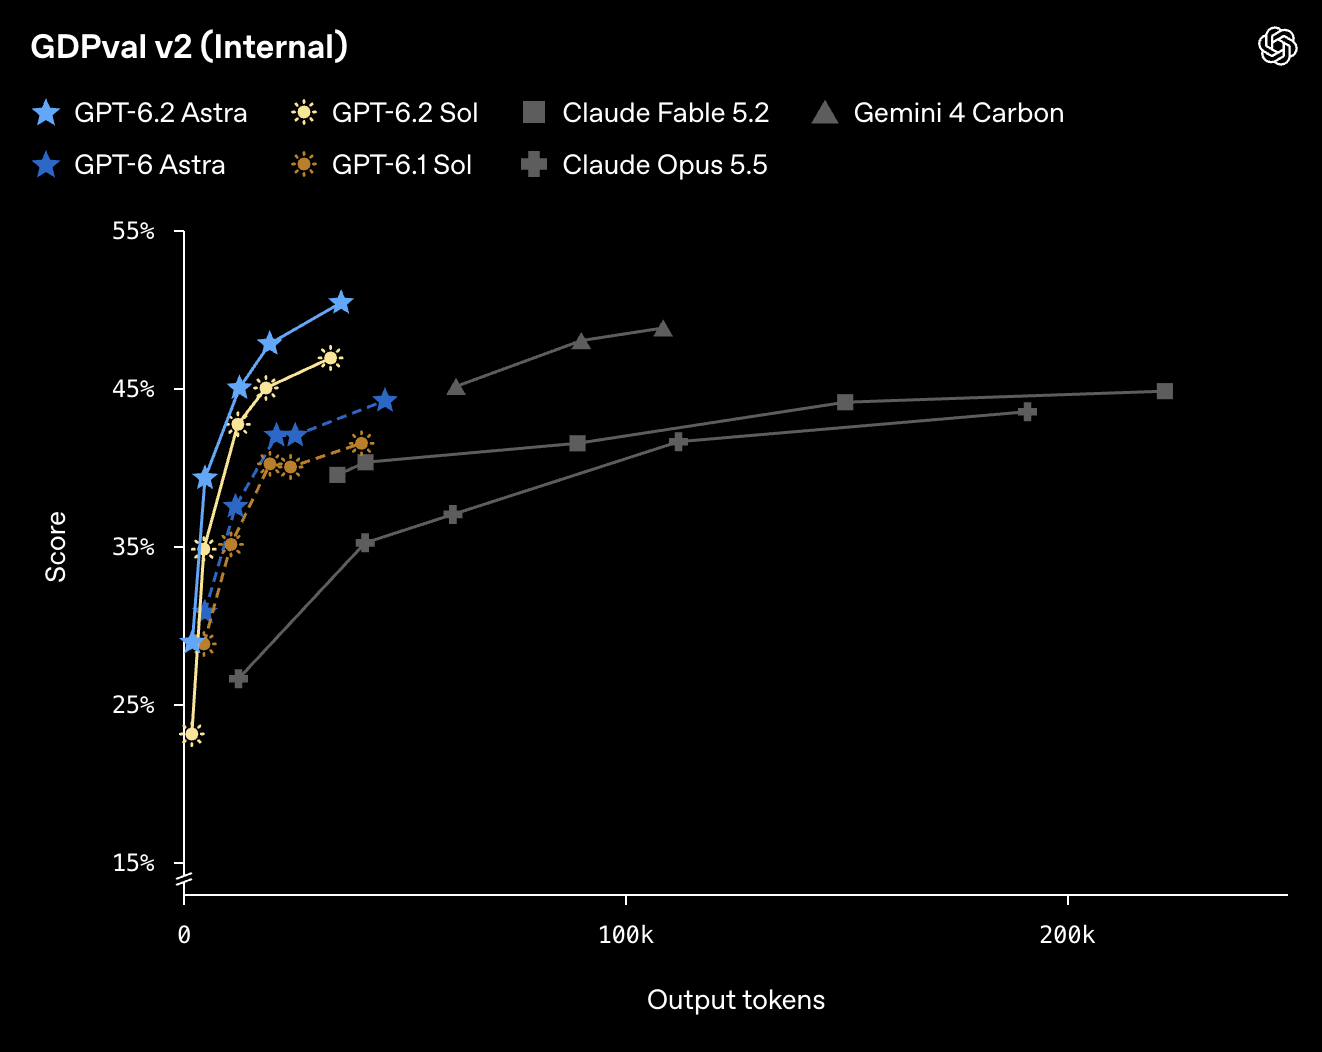 GDPval v2 (Internal)
GPT-6.2 Astra
GPT-6.2 Sol
Claude Fable 5.2
Gemini 4 Carbon
GPT-6 Astra
GPT-6.1 Sol
Claude Opus 5.5
55%
45%
35%
25%
15%
Score
0
100k
200k
Output tokens